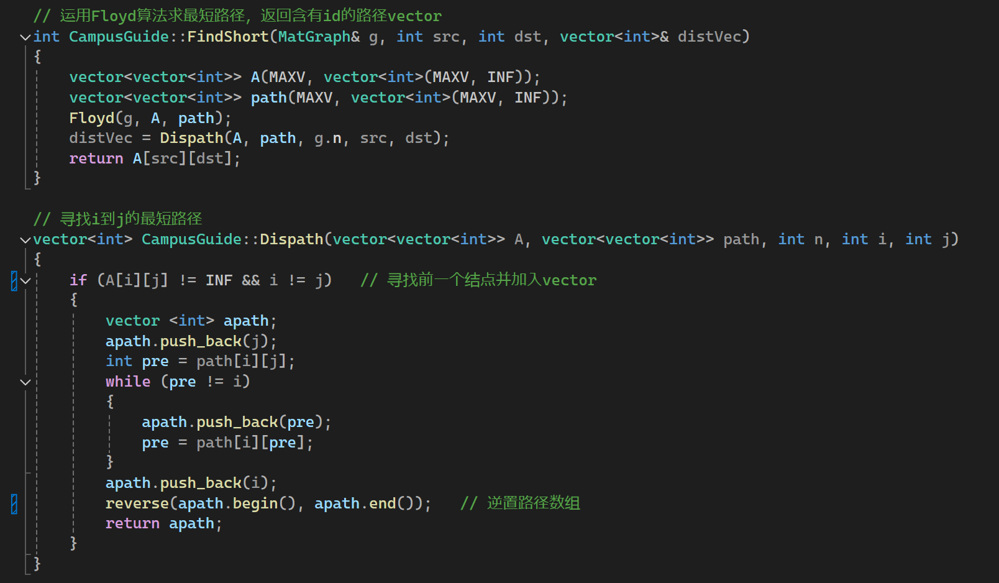 // 运用Floyd算法求最短路径，返回含有id的路径vector
int CampusGuide::FindShort(MatGraph& g, int src, int dst, vector<int>& distVec)
{
    vector<vector<int>> A(MAXV, vector<int>(MAXV, INF));
    vector<vector<int>> path(MAXV, vector<int>(MAXV, INF));
    Floyd(g, A, path);
    distVec = Dispath(A, path, g.n, src, dst);
    return A[src][dst];
}

// 寻找i到j的最短路径
vector<int> CampusGuide::Dispath(vector<vector<int>> A, vector<vector<int>> path, int n, int i, int j)
{
    if (A[i][j] != INF && i != j)   // 寻找前一个结点并加入vector
    {
        vector <int> apath;
        apath.push_back(j);
        int pre = path[i][j];
        while (pre != i)
        {
            apath.push_back(pre);
            pre = path[i][pre];
        }
        apath.push_back(i);
        reverse(apath.begin(), apath.end());   // 逆置路径数组
        return apath;
    }
}